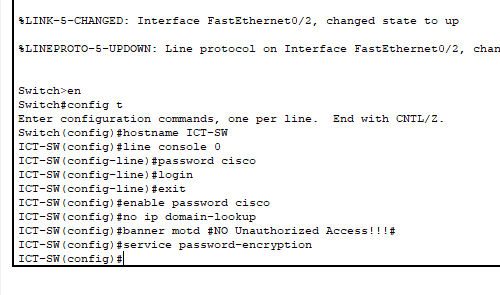 %LINK-5-CHANGED: Interface FastEthernet0/2, changed state to up
%LINEPROTO-5-UPDOWN: Line protocol on Interface FastEthernet0/2, chan
Switch>en
Switch#config t
Enter configuration commands, one per line.  End with CNTL/Z.
Switch(config)#hostname ICT-SW
ICT-SW(config)#line console 0
ICT-SW(config-line)#password cisco
ICT-SW(config-line)#login
ICT-SW(config-line)#exit
ICT-SW(config)#enable password cisco
ICT-SW(config)#no ip domain-lookup
ICT-SW(config)#banner motd #NO Unauthorized Access!!!#
ICT-SW(config)#service password-encryption
ICT-SW(config)#